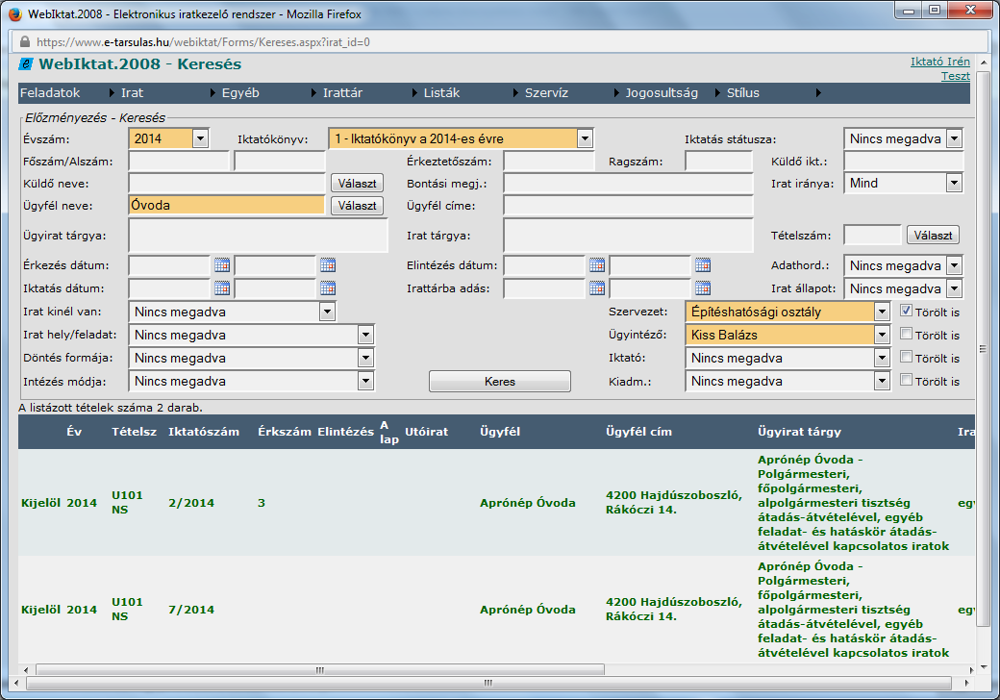 WebIktat.2008 - Elektronikus iratkezelő rendszer - Mozilla Firefox
https://www.e-tarsulas.hu/webiktat/Forms/Kereses.aspx?irat_id=0
WebIktat.2008 - Keresés
Iktató Irén
Teszt
Feladatok Irat Egyéb Irattár Listák Szervíz Jogosultság Stílus
Előzményezés - Keresés
Évszám: 2014 Iktatókönyv: 1 - Iktatókönyv a 2014-es évre Iktatás státusza: Nincs megadva
Főszám/Alszám: Érkeztetőszám: Ragszám: Küldő ikt.:
Küldő neve: Választ Bontási megj.: Irat iránya: Mind
Ügyfél neve: Óvoda Választ Ügyfél címe:
Ügyirat tárgya: Irat tárgya: Tételszám: Választ
Érkezés dátum: Elintézés dátum: Adathord.: Nincs megadva
Iktatás dátum: Irattárba adás: Irat állapot: Nincs megadva
Irat kinél van: Nincs megadva Szervezet: Építéshatósági osztály Törölt is
Irat hely/feladat: Nincs megadva Ügyintéző: Kiss Balázs Törölt is
Döntés formája: Nincs megadva Iktató: Nincs megadva Törölt is
Intézés módja: Nincs megadva Keres Kiadm.: Nincs megadva Törölt is
A listázott tételek száma 2 darab.
Év Tételsz Iktatószám Érkszám Elintézés A lap Utóirat Ügyfél Ügyfél cím Ügyirat tárgy Ira
Kijelöl 2014 U101 NS 2/2014 3 Aprónép Óvoda 4200 Hajdúszoboszló, Rákóczi 14. Aprónép Óvoda -
Polgármesteri,
főpolgármesteri,
alpolgármesteri tisztség
átadás-átvételével, egyéb
feladat- és hatáskör átadás-
átvételével kapcsolatos iratok
egy
Kijelöl 2014 U101 NS 7/2014 Aprónép Óvoda 4200 Hajdúszoboszló, Rákóczi 14. Aprónép Óvoda -
Polgármesteri,
főpolgármesteri,
alpolgármesteri tisztség
átadás-átvételével, egyéb
feladat- és hatáskör átadás-
átvételével kapcsolatos iratok
egy